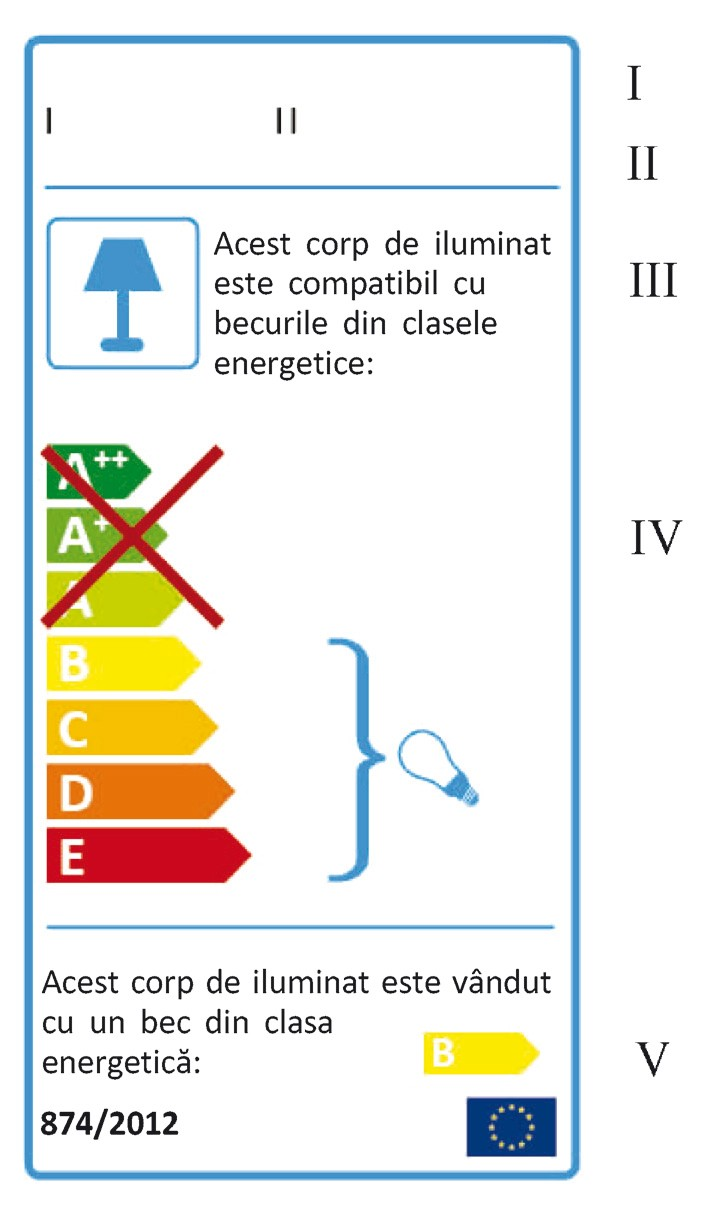 I II
I
II
Acest corp de iluminat
este compatibil cu
becurile din clasele
energetice:
III
A++
A+
A
IV
B
C
D
E
Acest corp de iluminat este vândut
cu un bec din clasa
energetică:
B
V
874/2012